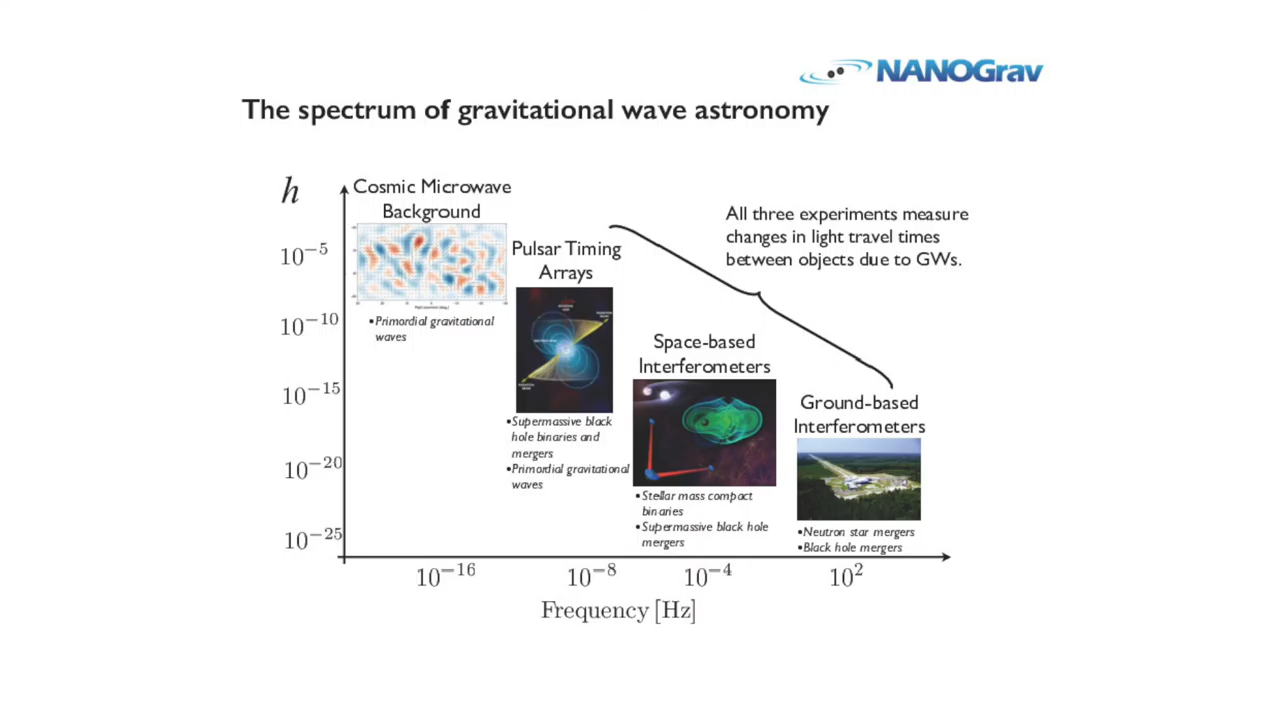 NANOGrav
The spectrum of gravitational wave astronomy
h
10^−5
10^−10
10^−15
10^−20
10^−25
Cosmic Microwave
Background
•Primordial gravitational
waves
Pulsar Timing
Arrays
•Supermassive black
hole binaries and
mergers
•Primordial gravitational
waves
Space-based
Interferometers
•Stellar mass compact
binaries
•Supermassive black hole
mergers
All three experiments measure
changes in light travel times
between objects due to GWs.
Ground-based
Interferometers
•Neutron star mergers
•Black hole mergers
10^−16
10^−8
10^−4
10^2
Frequency [Hz]